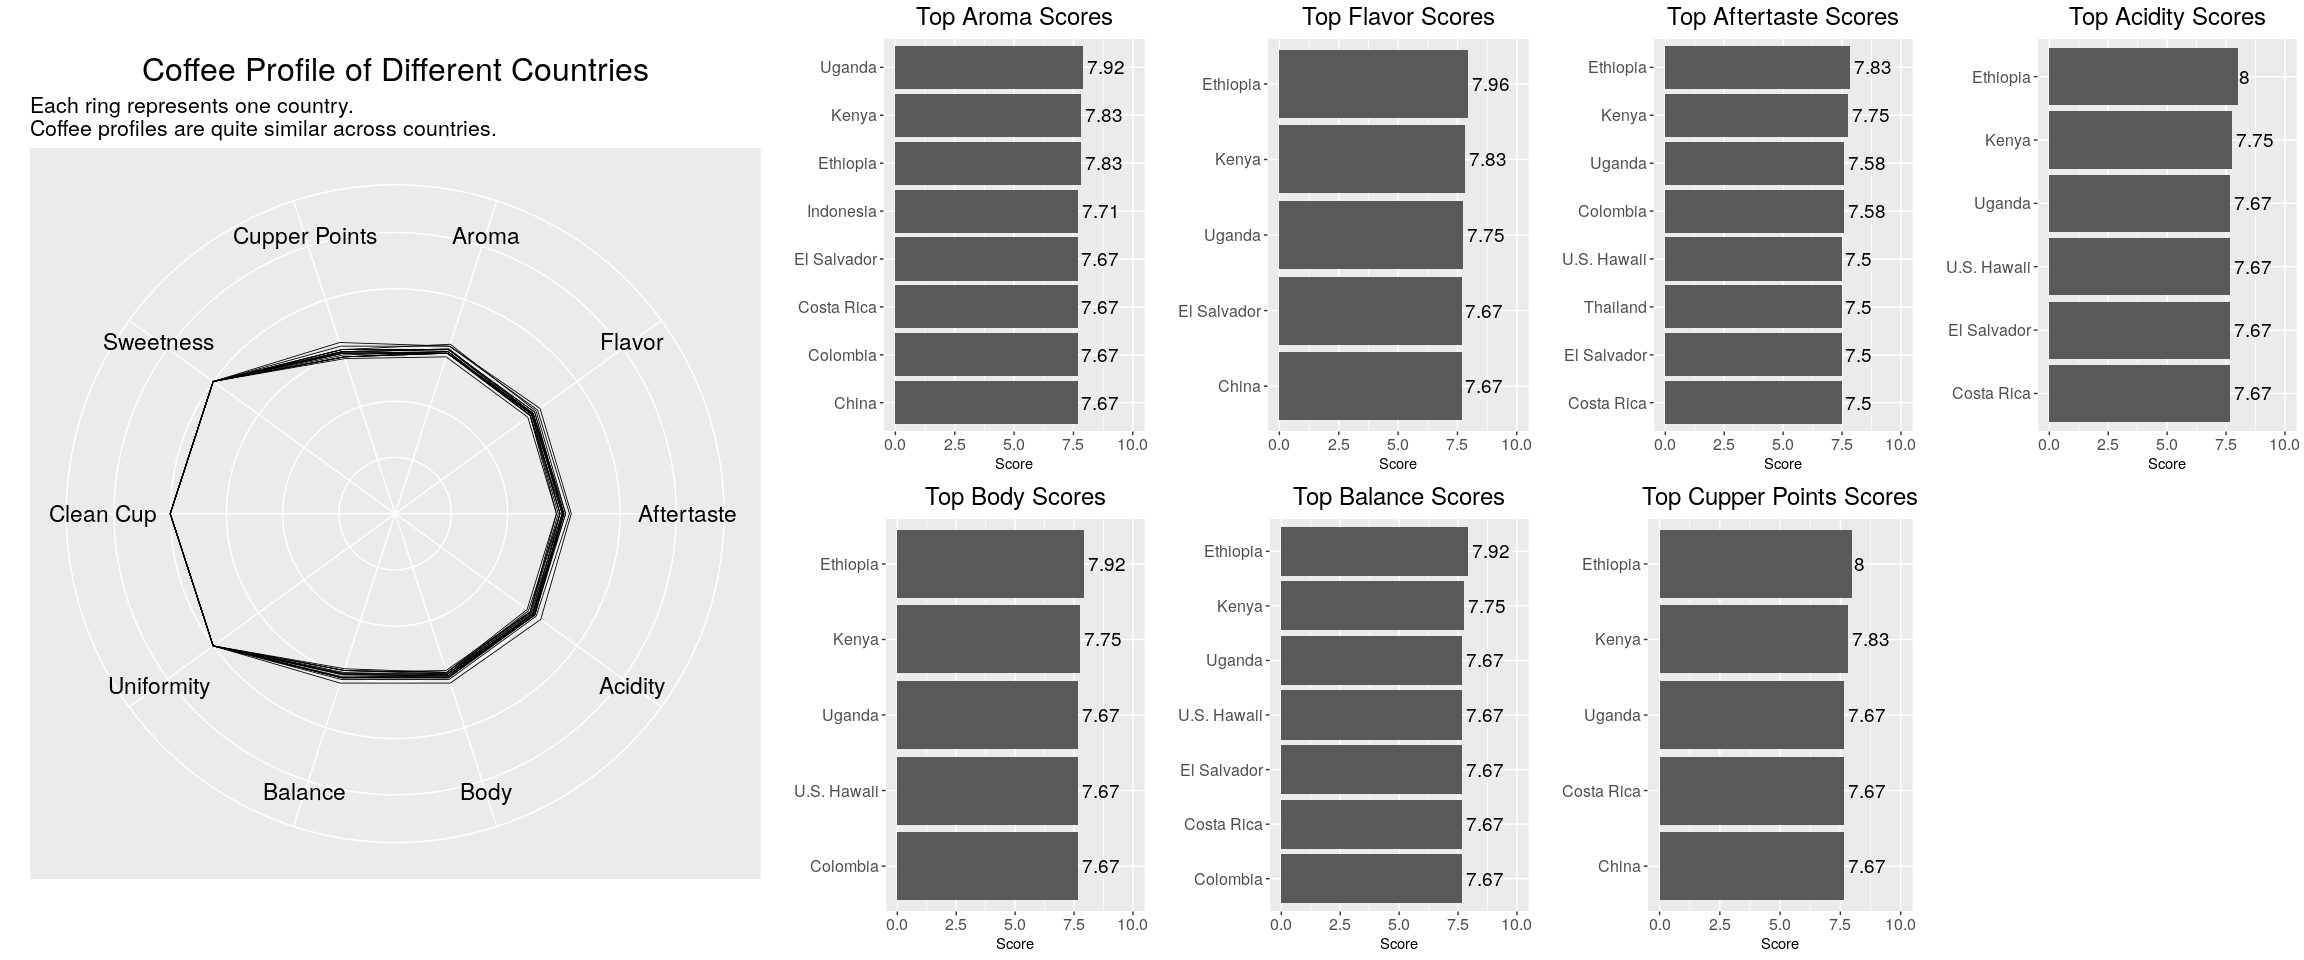 Coffee Profile of Different Countries
Each ring represents one country.
Coffee profiles are quite similar across countries.
Cupper Points
Aroma
Sweetness
Flavor
Clean Cup
Aftertaste
Uniformity
Acidity
Balance
Body
Top Aroma Scores
Uganda 7.92
Kenya 7.83
Ethiopia 7.83
Indonesia 7.71
El Salvador 7.67
Costa Rica 7.67
Colombia 7.67
China 7.67
0.0 2.5 5.0 7.5 10.0
Score
Top Flavor Scores
Ethiopia 7.96
Kenya 7.83
Uganda 7.75
El Salvador 7.67
China 7.67
0.0 2.5 5.0 7.5 10.0
Score
Top Aftertaste Scores
Ethiopia 7.83
Kenya 7.75
Uganda 7.58
Colombia 7.58
U.S. Hawaii 7.5
Thailand 7.5
El Salvador 7.5
Costa Rica 7.5
0.0 2.5 5.0 7.5 10.0
Score
Top Acidity Scores
Ethiopia 8
Kenya 7.75
Uganda 7.67
U.S. Hawaii 7.67
El Salvador 7.67
Costa Rica 7.67
0.0 2.5 5.0 7.5 10.0
Score
Top Body Scores
Ethiopia 7.92
Kenya 7.75
Uganda 7.67
U.S. Hawaii 7.67
Colombia 7.67
0.0 2.5 5.0 7.5 10.0
Score
Top Balance Scores
Ethiopia 7.92
Kenya 7.75
Uganda 7.67
U.S. Hawaii 7.67
El Salvador 7.67
Costa Rica 7.67
Colombia 7.67
0.0 2.5 5.0 7.5 10.0
Score
Top Cupper Points Scores
Ethiopia 8
Kenya 7.83
Uganda 7.67
Costa Rica 7.67
China 7.67
0.0 2.5 5.0 7.5 10.0
Score